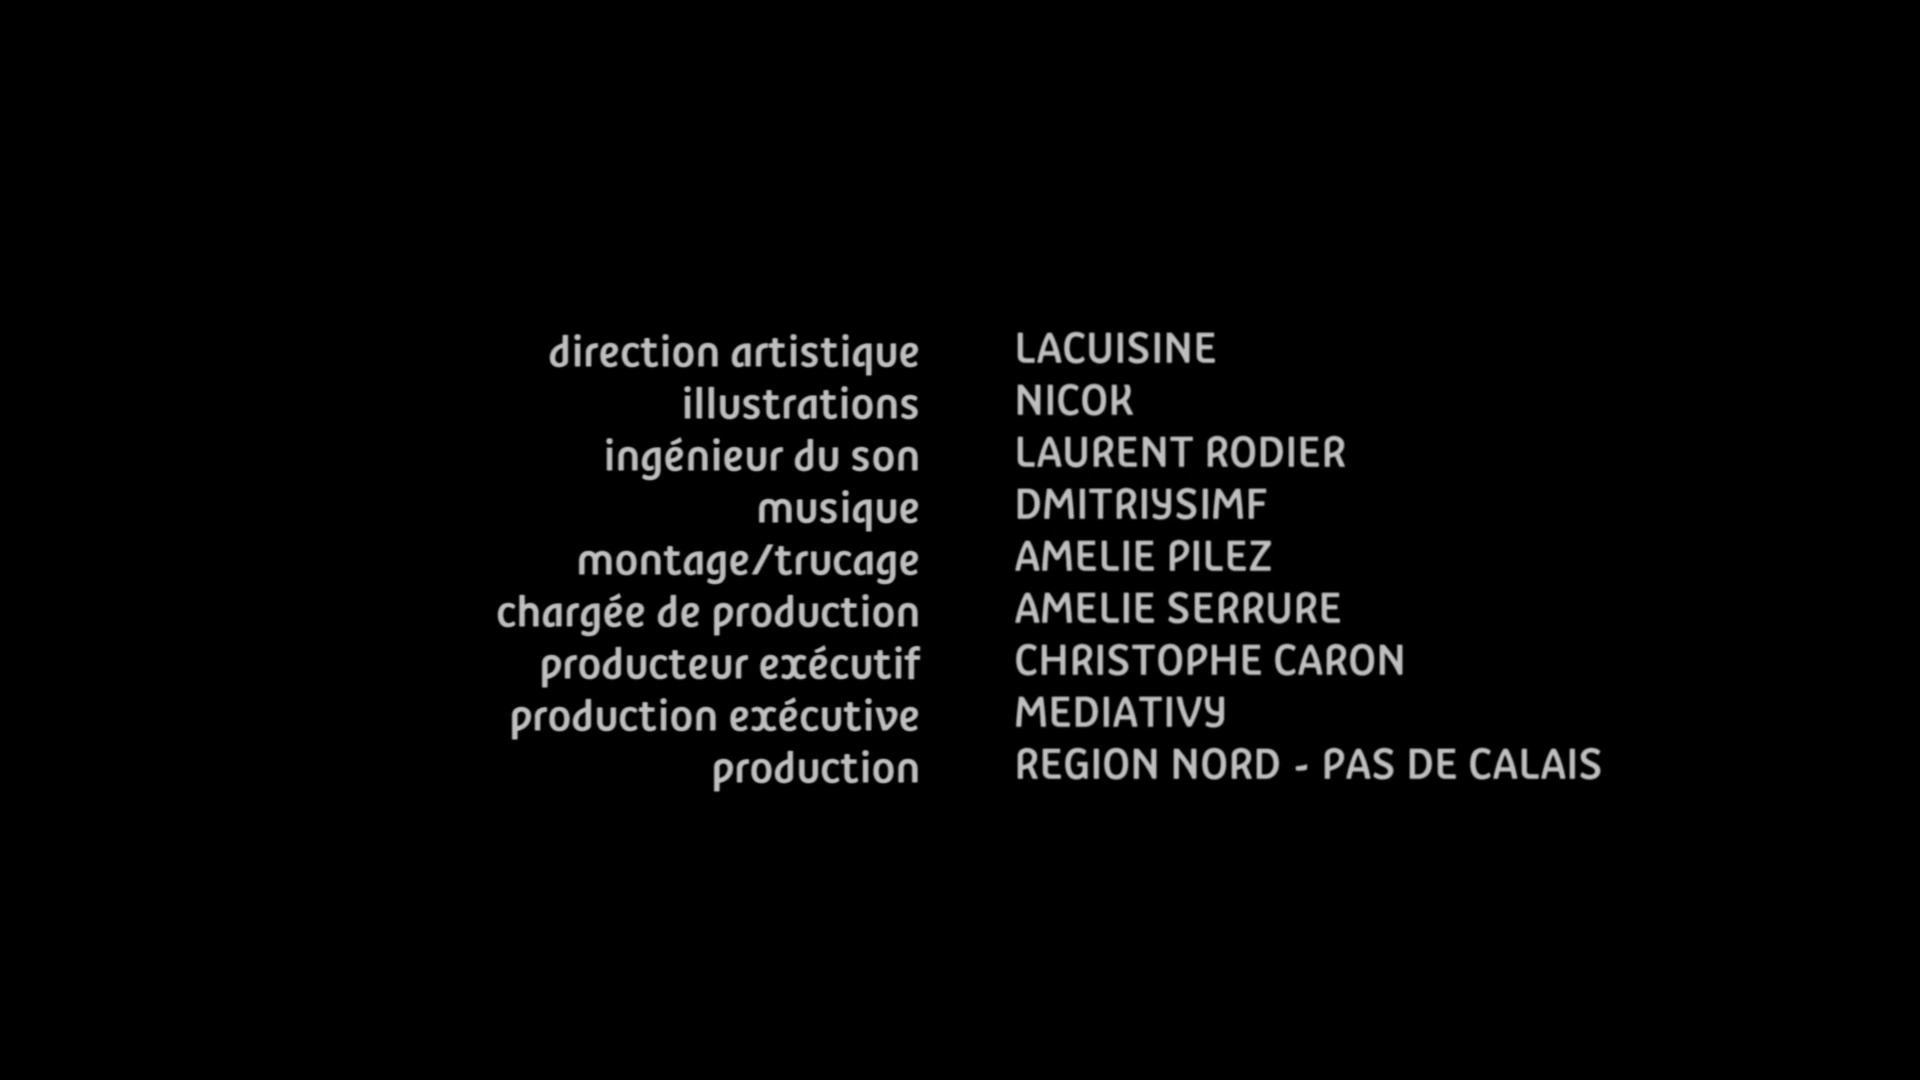 direction artistique LACUISINE
illustrations NICOK
ingénieur du son LAURENT RODIER
musique DMITRIYSIMF
montage/trucage AMELIE PILEZ
chargée de production AMELIE SERRURE
producteur exécutif CHRISTOPHE CARON
production exécutive MEDIATIVY
production REGION NORD - PAS DE CALAIS